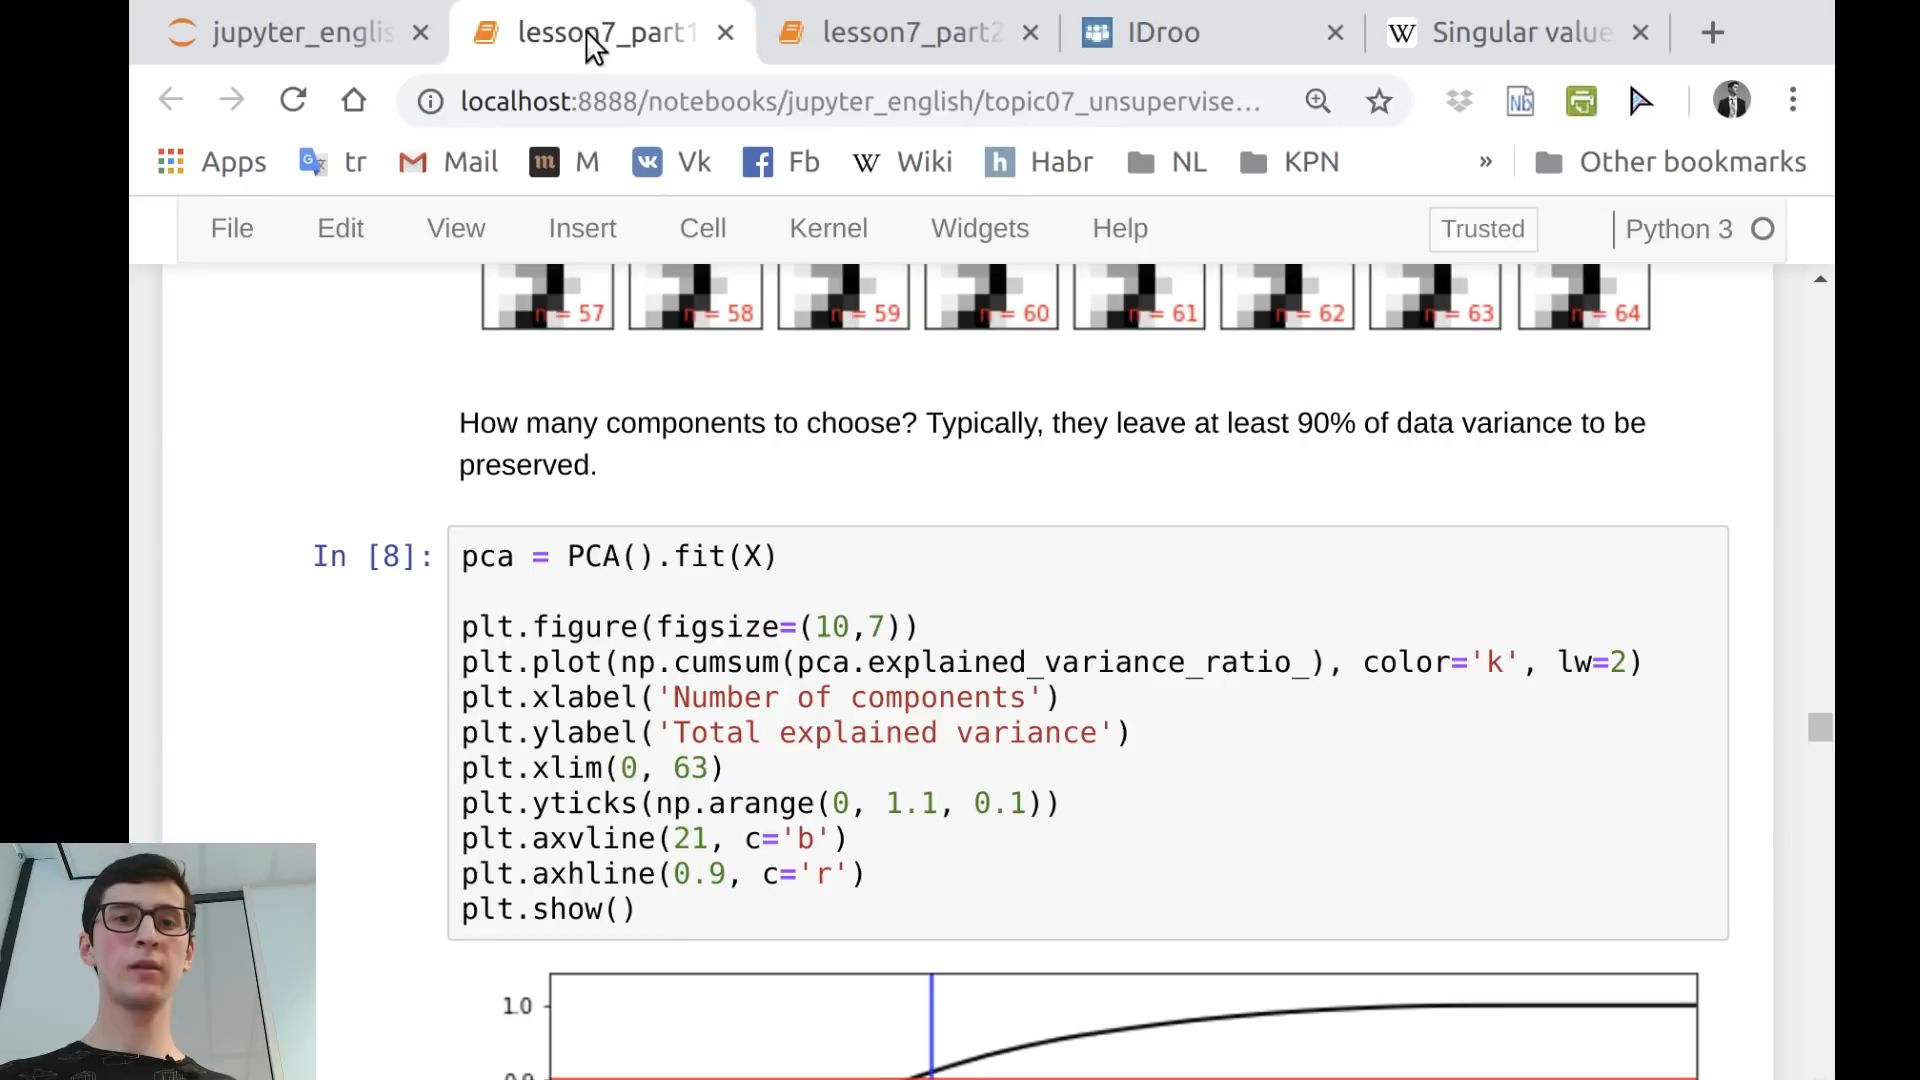 jupyter_englis
lesson7_part1
lesson7_part2
IDroo
W Singular value
localhost:8888/notebooks/jupyter_english/topic07_unsupervise...
Nb
Apps
tr
Mail
m M
Vk
Fb
W Wiki
h Habr
NL
KPN
»
Other bookmarks
File Edit View Insert Cell Kernel Widgets Help
Trusted
Python 3
n = 57 n = 58 n = 59 n = 60 n = 61 n = 62 n = 63 n = 64
How many components to choose? Typically, they leave at least 90% of data variance to be
preserved.
In [8]:
pca = PCA().fit(X)
plt.figure(figsize=(10,7))
plt.plot(np.cumsum(pca.explained_variance_ratio_), color='k', lw=2)
plt.xlabel('Number of components')
plt.ylabel('Total explained variance')
plt.xlim(0, 63)
plt.yticks(np.arange(0, 1.1, 0.1))
plt.axvline(21, c='b')
plt.axhline(0.9, c='r')
plt.show()
1.0
0.9